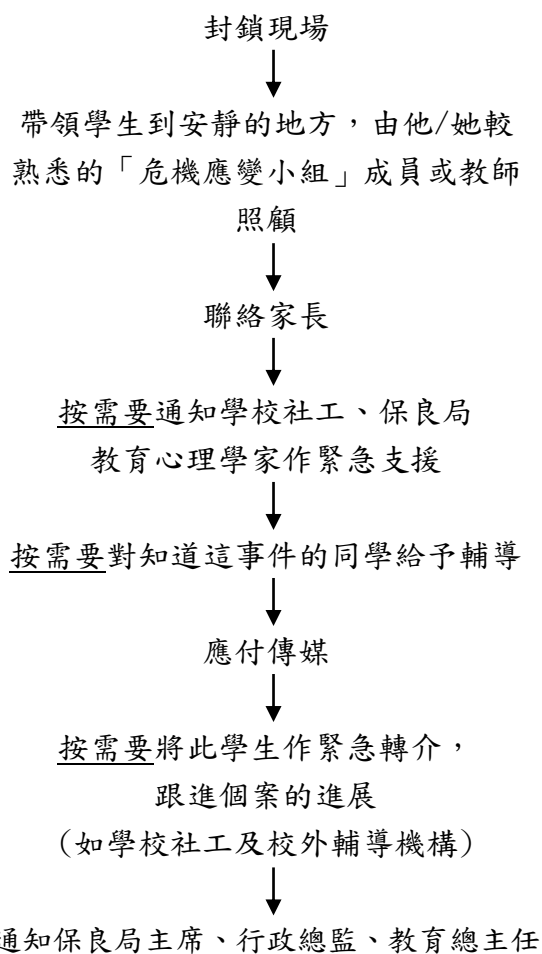 封鎖現場
帶領學生到安靜的地方，由他/她較
熟悉的「危機應變小組」成員或教師
照顧
聯絡家長
按需要通知學校社工、保良局
教育心理學家作緊急支援
按需要對知道這事件的同學給予輔導
應付傳媒
按需要將此學生作緊急轉介，
跟進個案的進展
(如學校社工及校外輔導機構)
通知保良局主席、行政總監、教育總主任